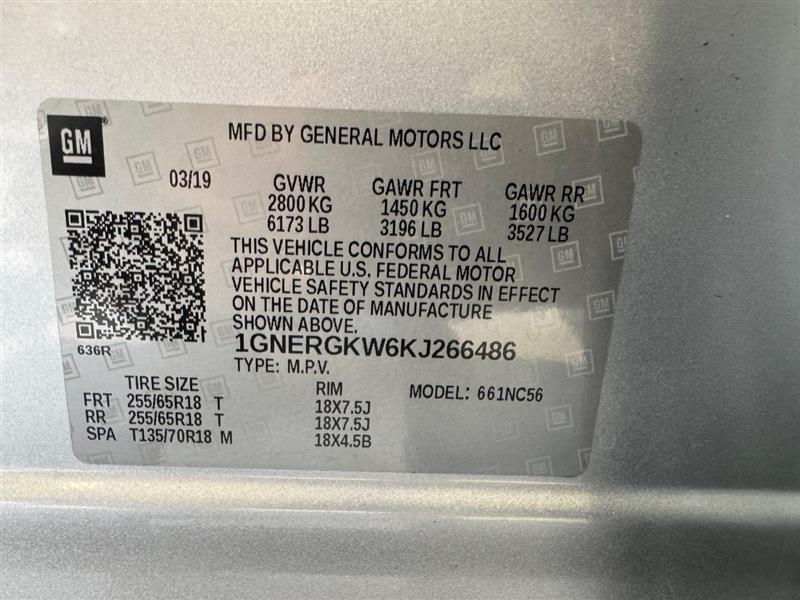 GM
MFD BY GENERAL MOTORS LLC
03/19 GVWR GAWR FRT GAWR RR
2800 KG 1450 KG 1600 KG
6173 LB 3196 LB 3527 LB
THIS VEHICLE CONFORMS TO ALL
APPLICABLE U.S. FEDERAL MOTOR
VEHICLE SAFETY STANDARDS IN EFFECT
ON THE DATE OF MANUFACTURE
SHOWN ABOVE.
636R
1GNERGKW6KJ266486
TYPE: M.P.V.
TIRE SIZE RIM MODEL: 661NC56
FRT 255/65R18 T 18X7.5J
RR 255/65R18 T 18X7.5J
SPA T135/70R18 M 18X4.5B